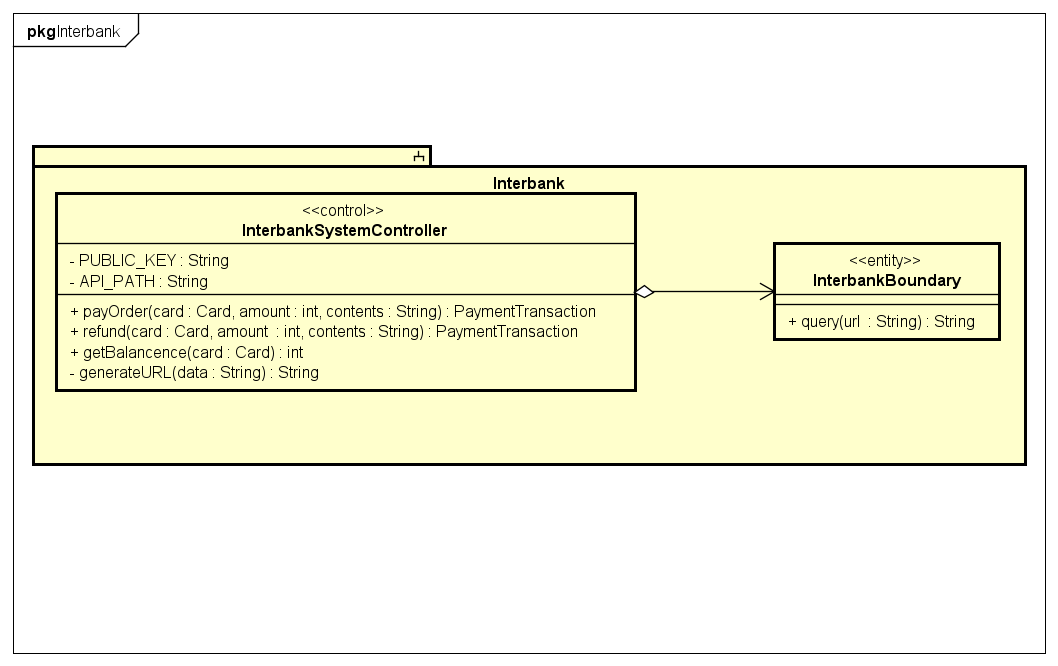 pkgInterbank
Interbank
<<control>>
InterbankSystemController
- PUBLIC_KEY : String
- API_PATH : String
+ payOrder(card : Card, amount : int, contents : String) : PaymentTransaction
+ refund(card : Card, amount : int, contents : String) : PaymentTransaction
+ getBalancence(card : Card) : int
- generateURL(data : String) : String
<<entity>>
InterbankBoundary
+ query(url : String) : String